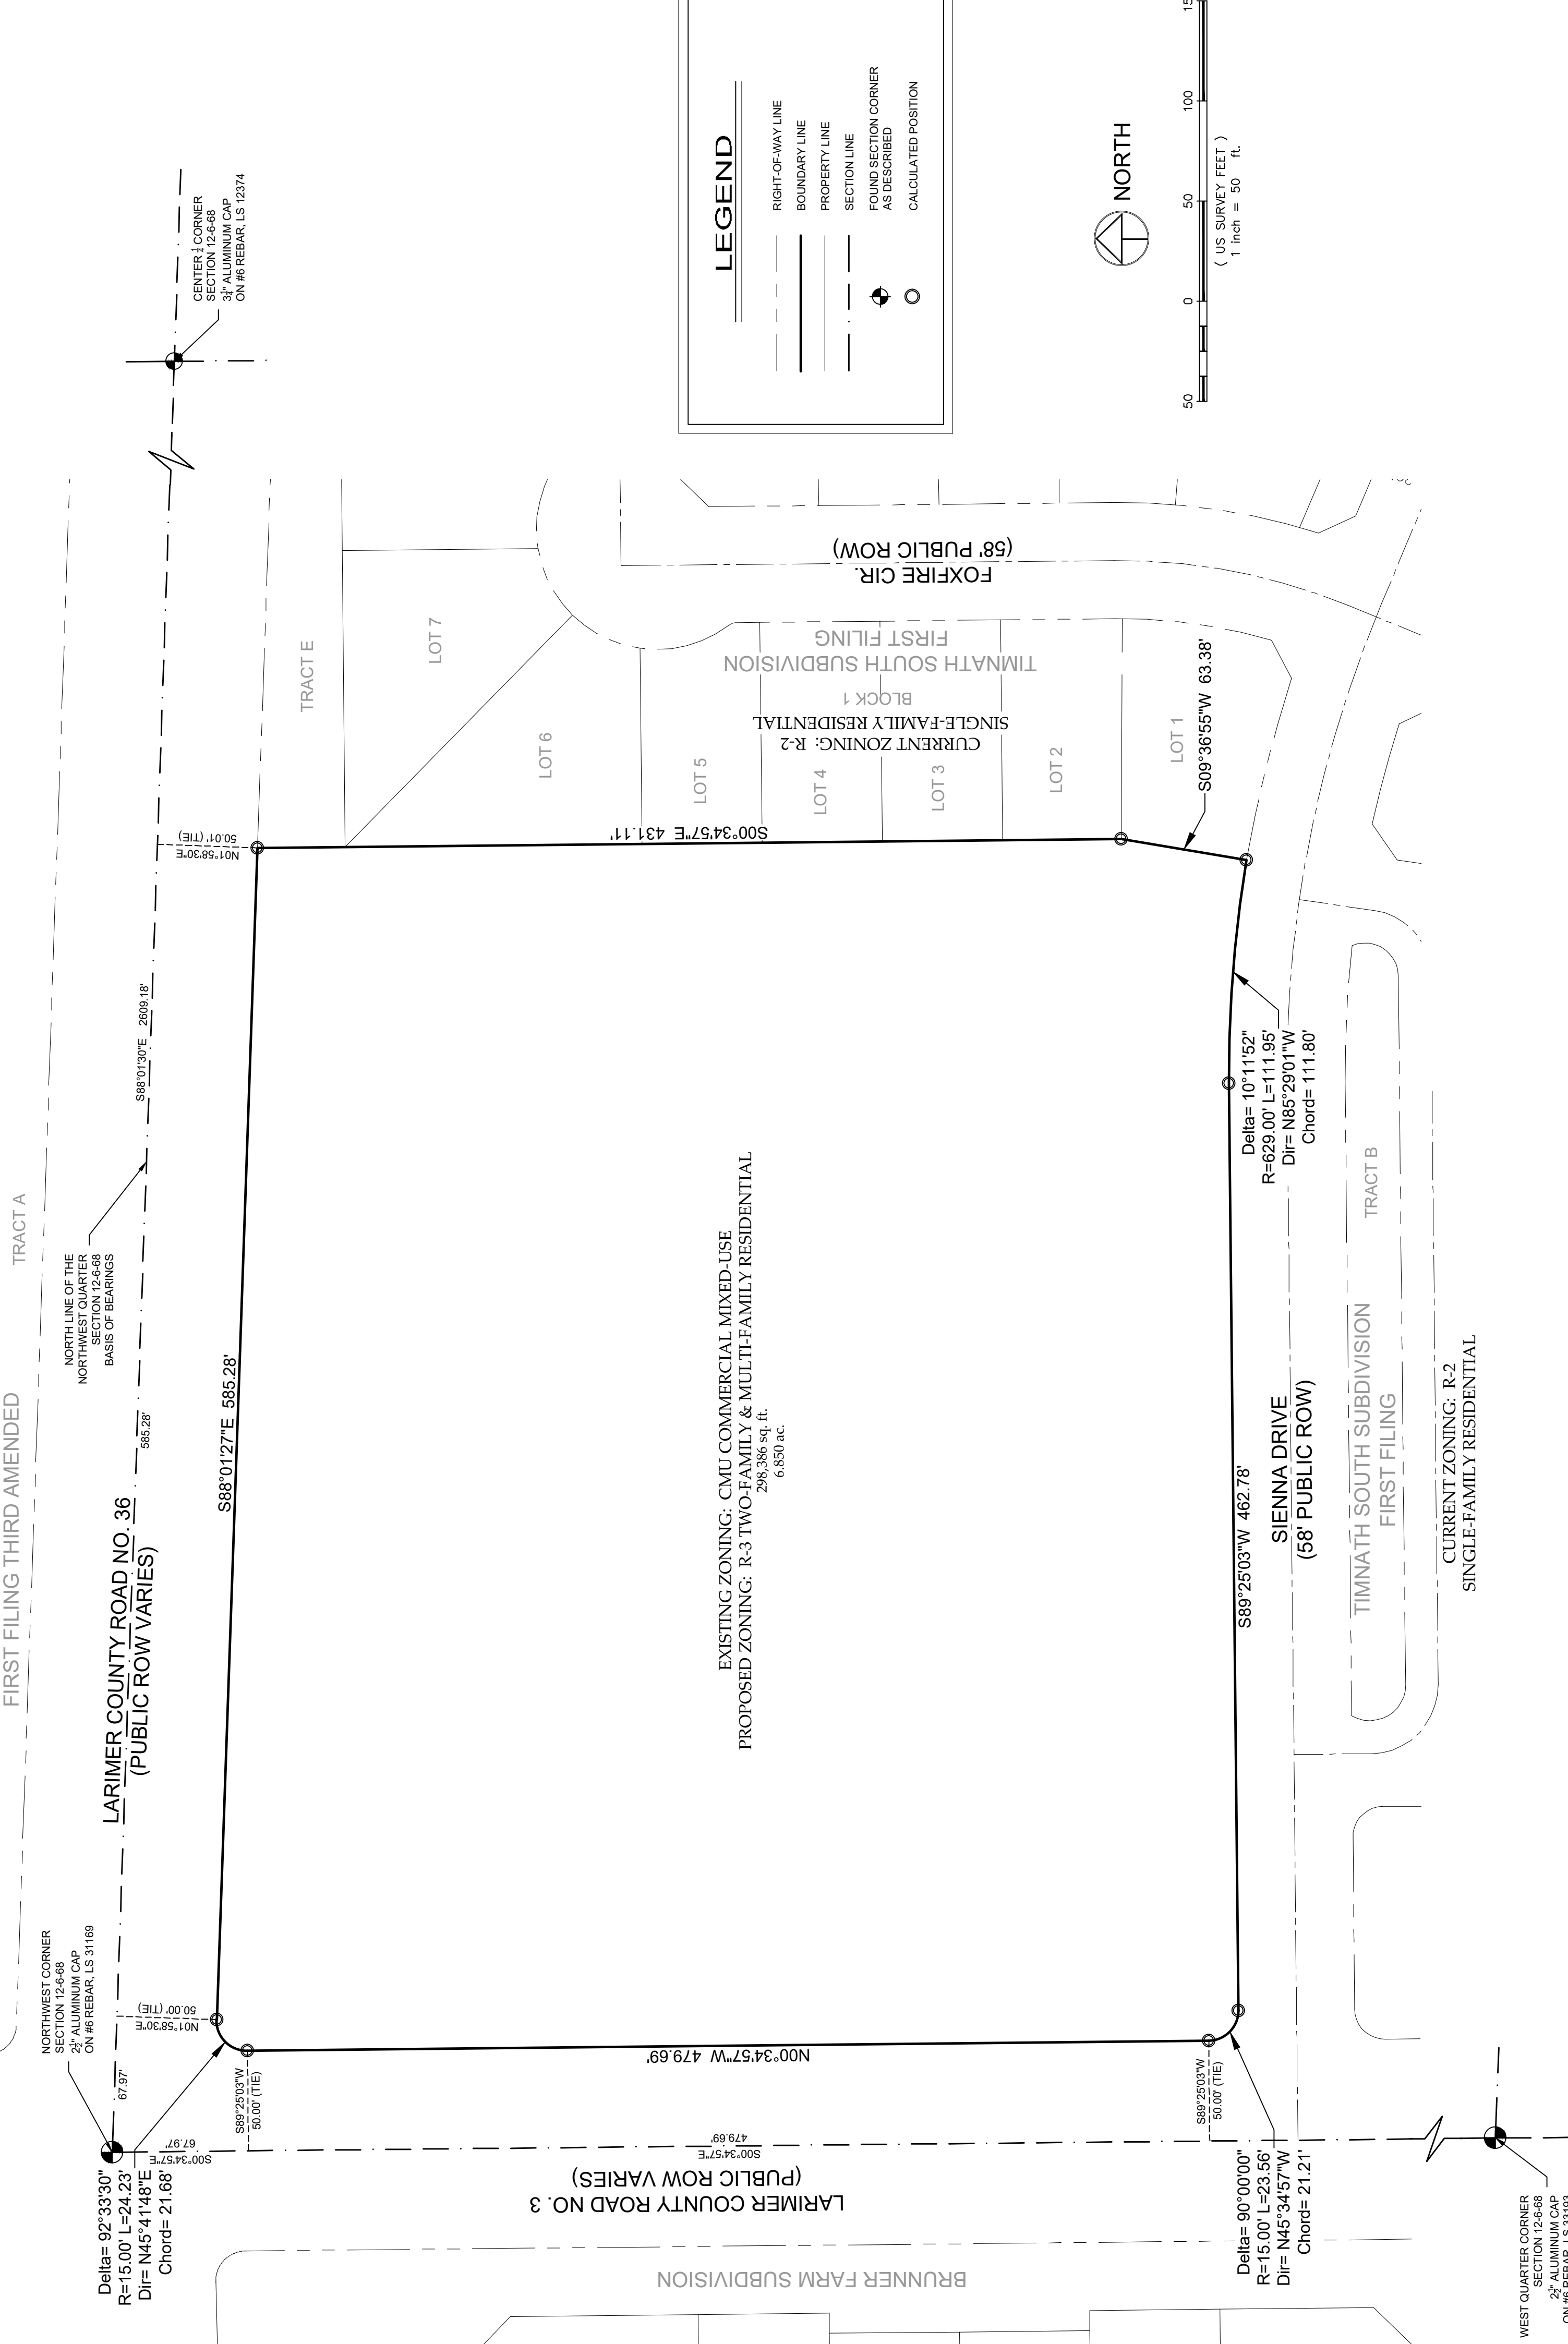 FIRST FILING THIRD AMENDED
TRACT A
NORTHWEST CORNER
SECTION 12-6-68
2½" ALUMINUM CAP
ON #6 REBAR, LS 31169
NORTH LINE OF THE
NORTHWEST QUARTER
SECTION 12-6-68
BASIS OF BEARINGS
CENTER ¼ CORNER
SECTION 12-6-68
3¼" ALUMINUM CAP
ON #6 REBAR, LS 12374
LARIMER COUNTY ROAD NO. 36
(PUBLIC ROW VARIES)
67.97'
585.28'
S88°01'30"E 2609.18'
N01°58'30"E
50.00' (TIE)
N01°58'30"E
50.01' (TIE)
S88°01'27"E 585.28'
Delta= 92°33'30"
R=15.00' L=24.23'
Dir= N45°41'48"E
Chord= 21.68'
S00°34'57"E
67.97'
S89°25'03"W
50.00' (TIE)
LARIMER COUNTY ROAD NO. 3
(PUBLIC ROW VARIES)
S00°34'57"E
479.69'
N00°34'57"W 479.69'
BRUNNER FARM SUBDIVISION
EXISTING ZONING: CMU COMMERCIAL MIXED-USE
PROPOSED ZONING: R-3 TWO-FAMILY & MULTI-FAMILY RESIDENTIAL
298,386 sq. ft.
6.850 ac.
S00°34'57"E 431.11'
TRACT E
LOT 7
LOT 6
LOT 5
LOT 4
LOT 3
LOT 2
LOT 1
CURRENT ZONING: R-2
SINGLE-FAMILY RESIDENTIAL
BLOCK 1
TIMNATH SOUTH SUBDIVISION
FIRST FILING
FOXFIRE CIR.
(58' PUBLIC ROW)
S09°36'55"W 63.38'
S89°25'03"W
50.00' (TIE)
Delta= 90°00'00"
R=15.00' L=23.56'
Dir= N45°34'57"W
Chord= 21.21'
S89°25'03"W 462.78'
Delta= 10°11'52"
R=629.00' L=111.95'
Dir= N85°29'01"W
Chord= 111.80'
SIENNA DRIVE
(58' PUBLIC ROW)
TIMNATH SOUTH SUBDIVISION
FIRST FILING
TRACT B
CURRENT ZONING: R-2
SINGLE-FAMILY RESIDENTIAL
WEST QUARTER CORNER
SECTION 12-6-68
2½" ALUMINUM CAP
LEGEND
RIGHT-OF-WAY LINE
BOUNDARY LINE
PROPERTY LINE
SECTION LINE
FOUND SECTION CORNER
AS DESCRIBED
CALCULATED POSITION
NORTH
50 0 50 100
( US SURVEY FEET )
1 inch = 50 ft.